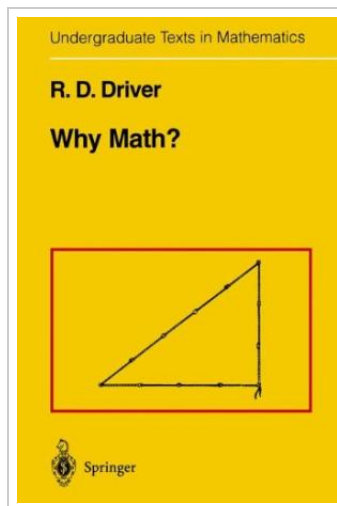 Undergraduate Texts in Mathematics
R. D. Driver
Why Math?
Springer